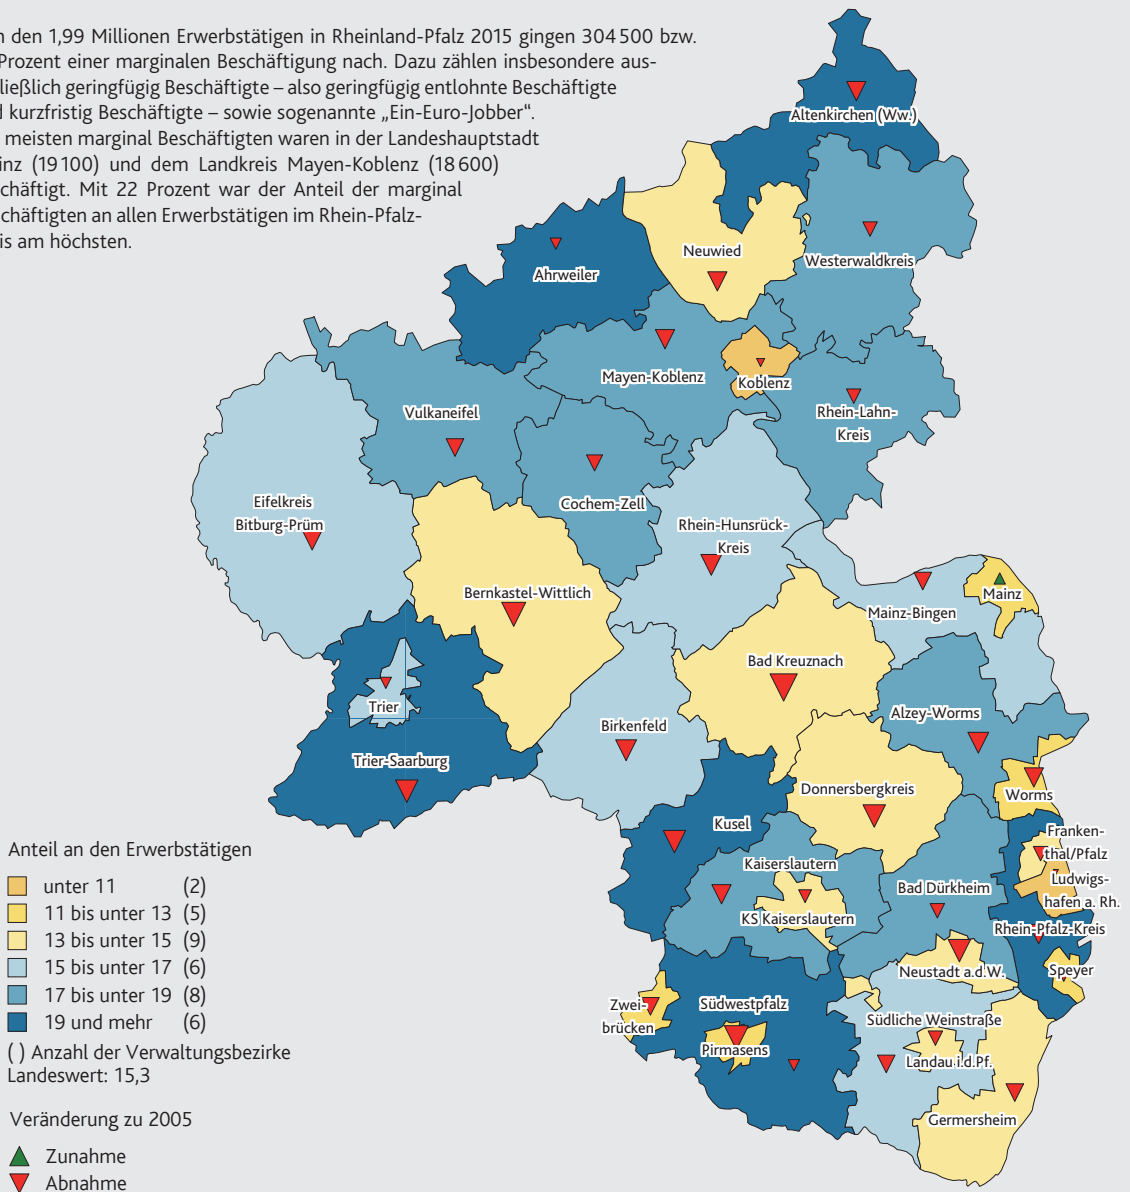 n den 1,99 Millionen Erwerbstätigen in Rheinland-Pfalz 2015 gingen 304 500 bzw.
Prozent einer marginalen Beschäftigung nach. Dazu zählen insbesondere aus-
ließlich geringfügig Beschäftigte – also geringfügig entlohnte Beschäftigte
d kurzfristig Beschäftigte – sowie sogenannte „Ein-Euro-Jobber“.
meisten marginal Beschäftigten waren in der Landeshauptstadt
inz (19 100) und dem Landkreis Mayen-Koblenz (18 600)
chäftigt. Mit 22 Prozent war der Anteil der marginal
chäftigten an allen Erwerbstätigen im Rhein-Pfalz-
is am höchsten.
Altenkirchen (Ww.)
Neuwied
Westerwaldkreis
Ahrweiler
Mayen-Koblenz
Koblenz
Rhein-Lahn-
Kreis
Vulkaneifel
Cochem-Zell
Eifelkreis
Bitburg-Prüm
Rhein-Hunsrück-
Kreis
Bernkastel-Wittlich
Mainz-Bingen
Mainz
Bad Kreuznach
Trier
Birkenfeld
Alzey-Worms
Trier-Saarburg
Donnersbergkreis
Worms
Kusel
Franken-
thal/Pfalz
Kaiserslautern
Bad Dürkheim
Ludwigs-
hafen a. Rh.
KS Kaiserslautern
Rhein-Pfalz-Kreis
Neustadt a.d.W.
Speyer
Zwei-
brücken
Südwestpfalz
Südliche Weinstraße
Pirmasens
Landau i.d.Pf.
Germersheim
Anteil an den Erwerbstätigen
unter 11 (2)
11 bis unter 13 (5)
13 bis unter 15 (9)
15 bis unter 17 (6)
17 bis unter 19 (8)
19 und mehr (6)
( ) Anzahl der Verwaltungsbezirke
Landeswert: 15,3
Veränderung zu 2005
Zunahme
Abnahme